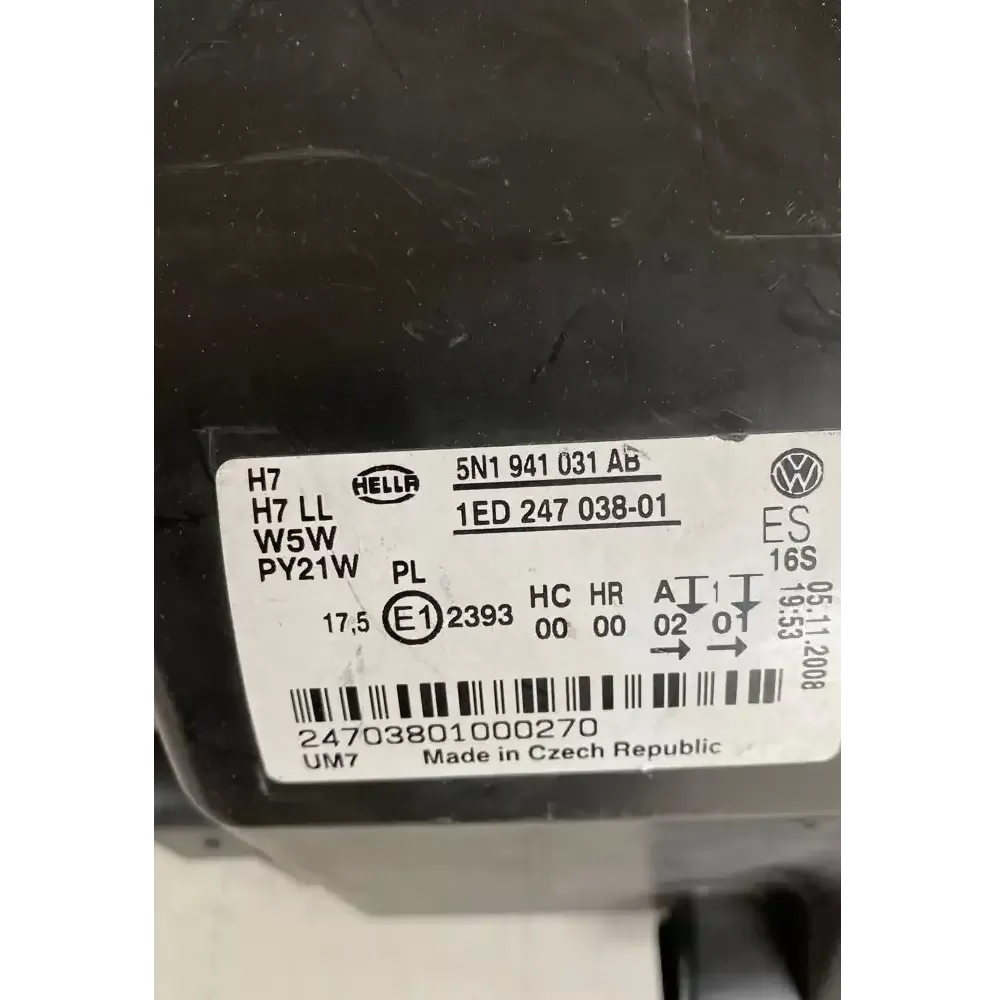 H7
H7 LL
W5W
PY21W
HELLA
5N1 941 031 AB
1ED 247 038-01
VW
ES
16S
PL
17,5 E1 2393
HC HR A 1
00 00 02 01
→ →
05.11.2008
19:53
24703801000270
UM7 Made in Czech Republic